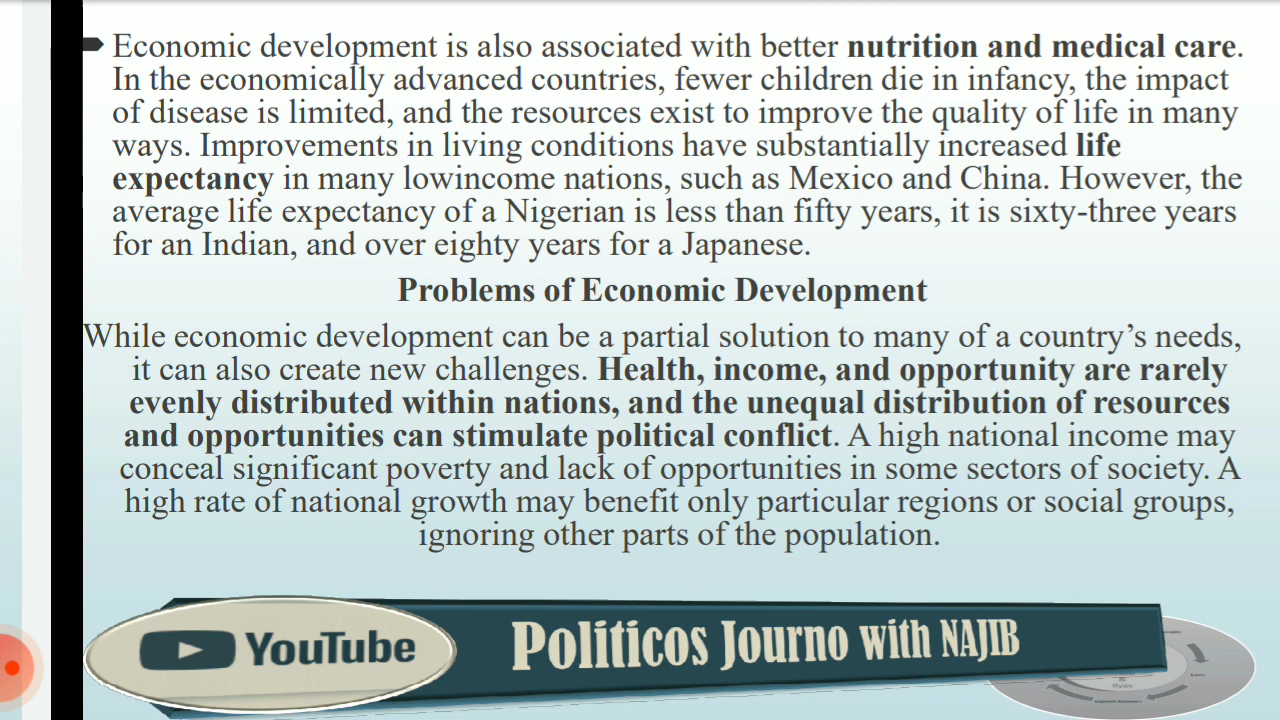 Economic development is also associated with better nutrition and medical care.
In the economically advanced countries, fewer children die in infancy, the impact
of disease is limited, and the resources exist to improve the quality of life in many
ways. Improvements in living conditions have substantially increased life
expectancy in many lowincome nations, such as Mexico and China. However, the
average life expectancy of a Nigerian is less than fifty years, it is sixty-three years
for an Indian, and over eighty years for a Japanese.
Problems of Economic Development
While economic development can be a partial solution to many of a country’s needs,
it can also create new challenges. Health, income, and opportunity are rarely
evenly distributed within nations, and the unequal distribution of resources
and opportunities can stimulate political conflict. A high national income may
conceal significant poverty and lack of opportunities in some sectors of society. A
high rate of national growth may benefit only particular regions or social groups,
ignoring other parts of the population.
YouTube
Politicos Journo with NAJIB